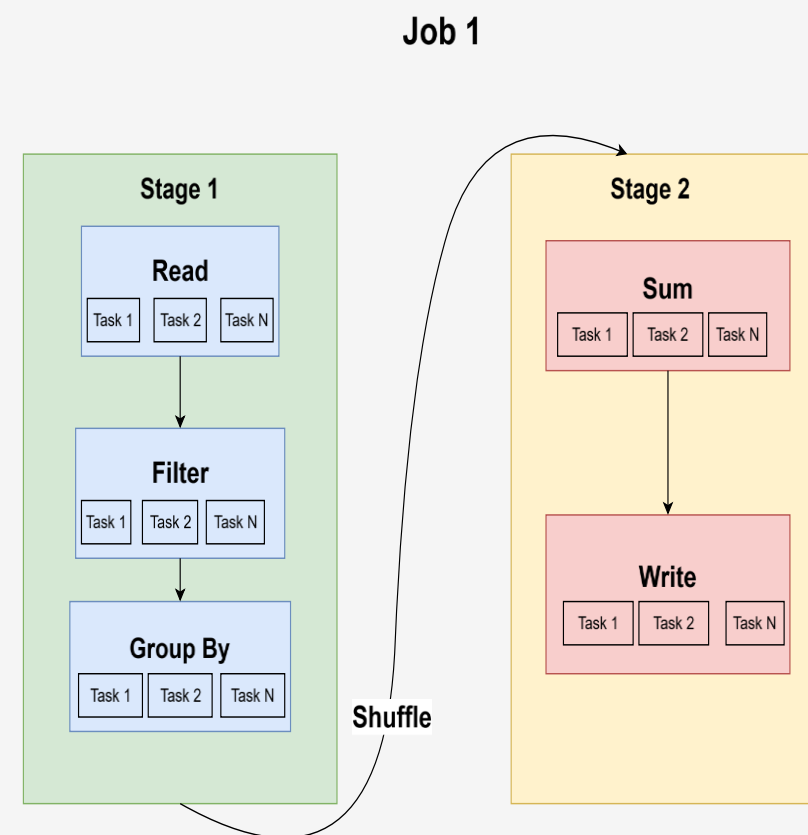 Job 1
Stage 1
Read
Task 1 Task 2 Task N
Filter
Task 1 Task 2 Task N
Group By
Task 1 Task 2 Task N
Shuffle
Stage 2
Sum
Task 1 Task 2 Task N
Write
Task 1 Task 2 Task N